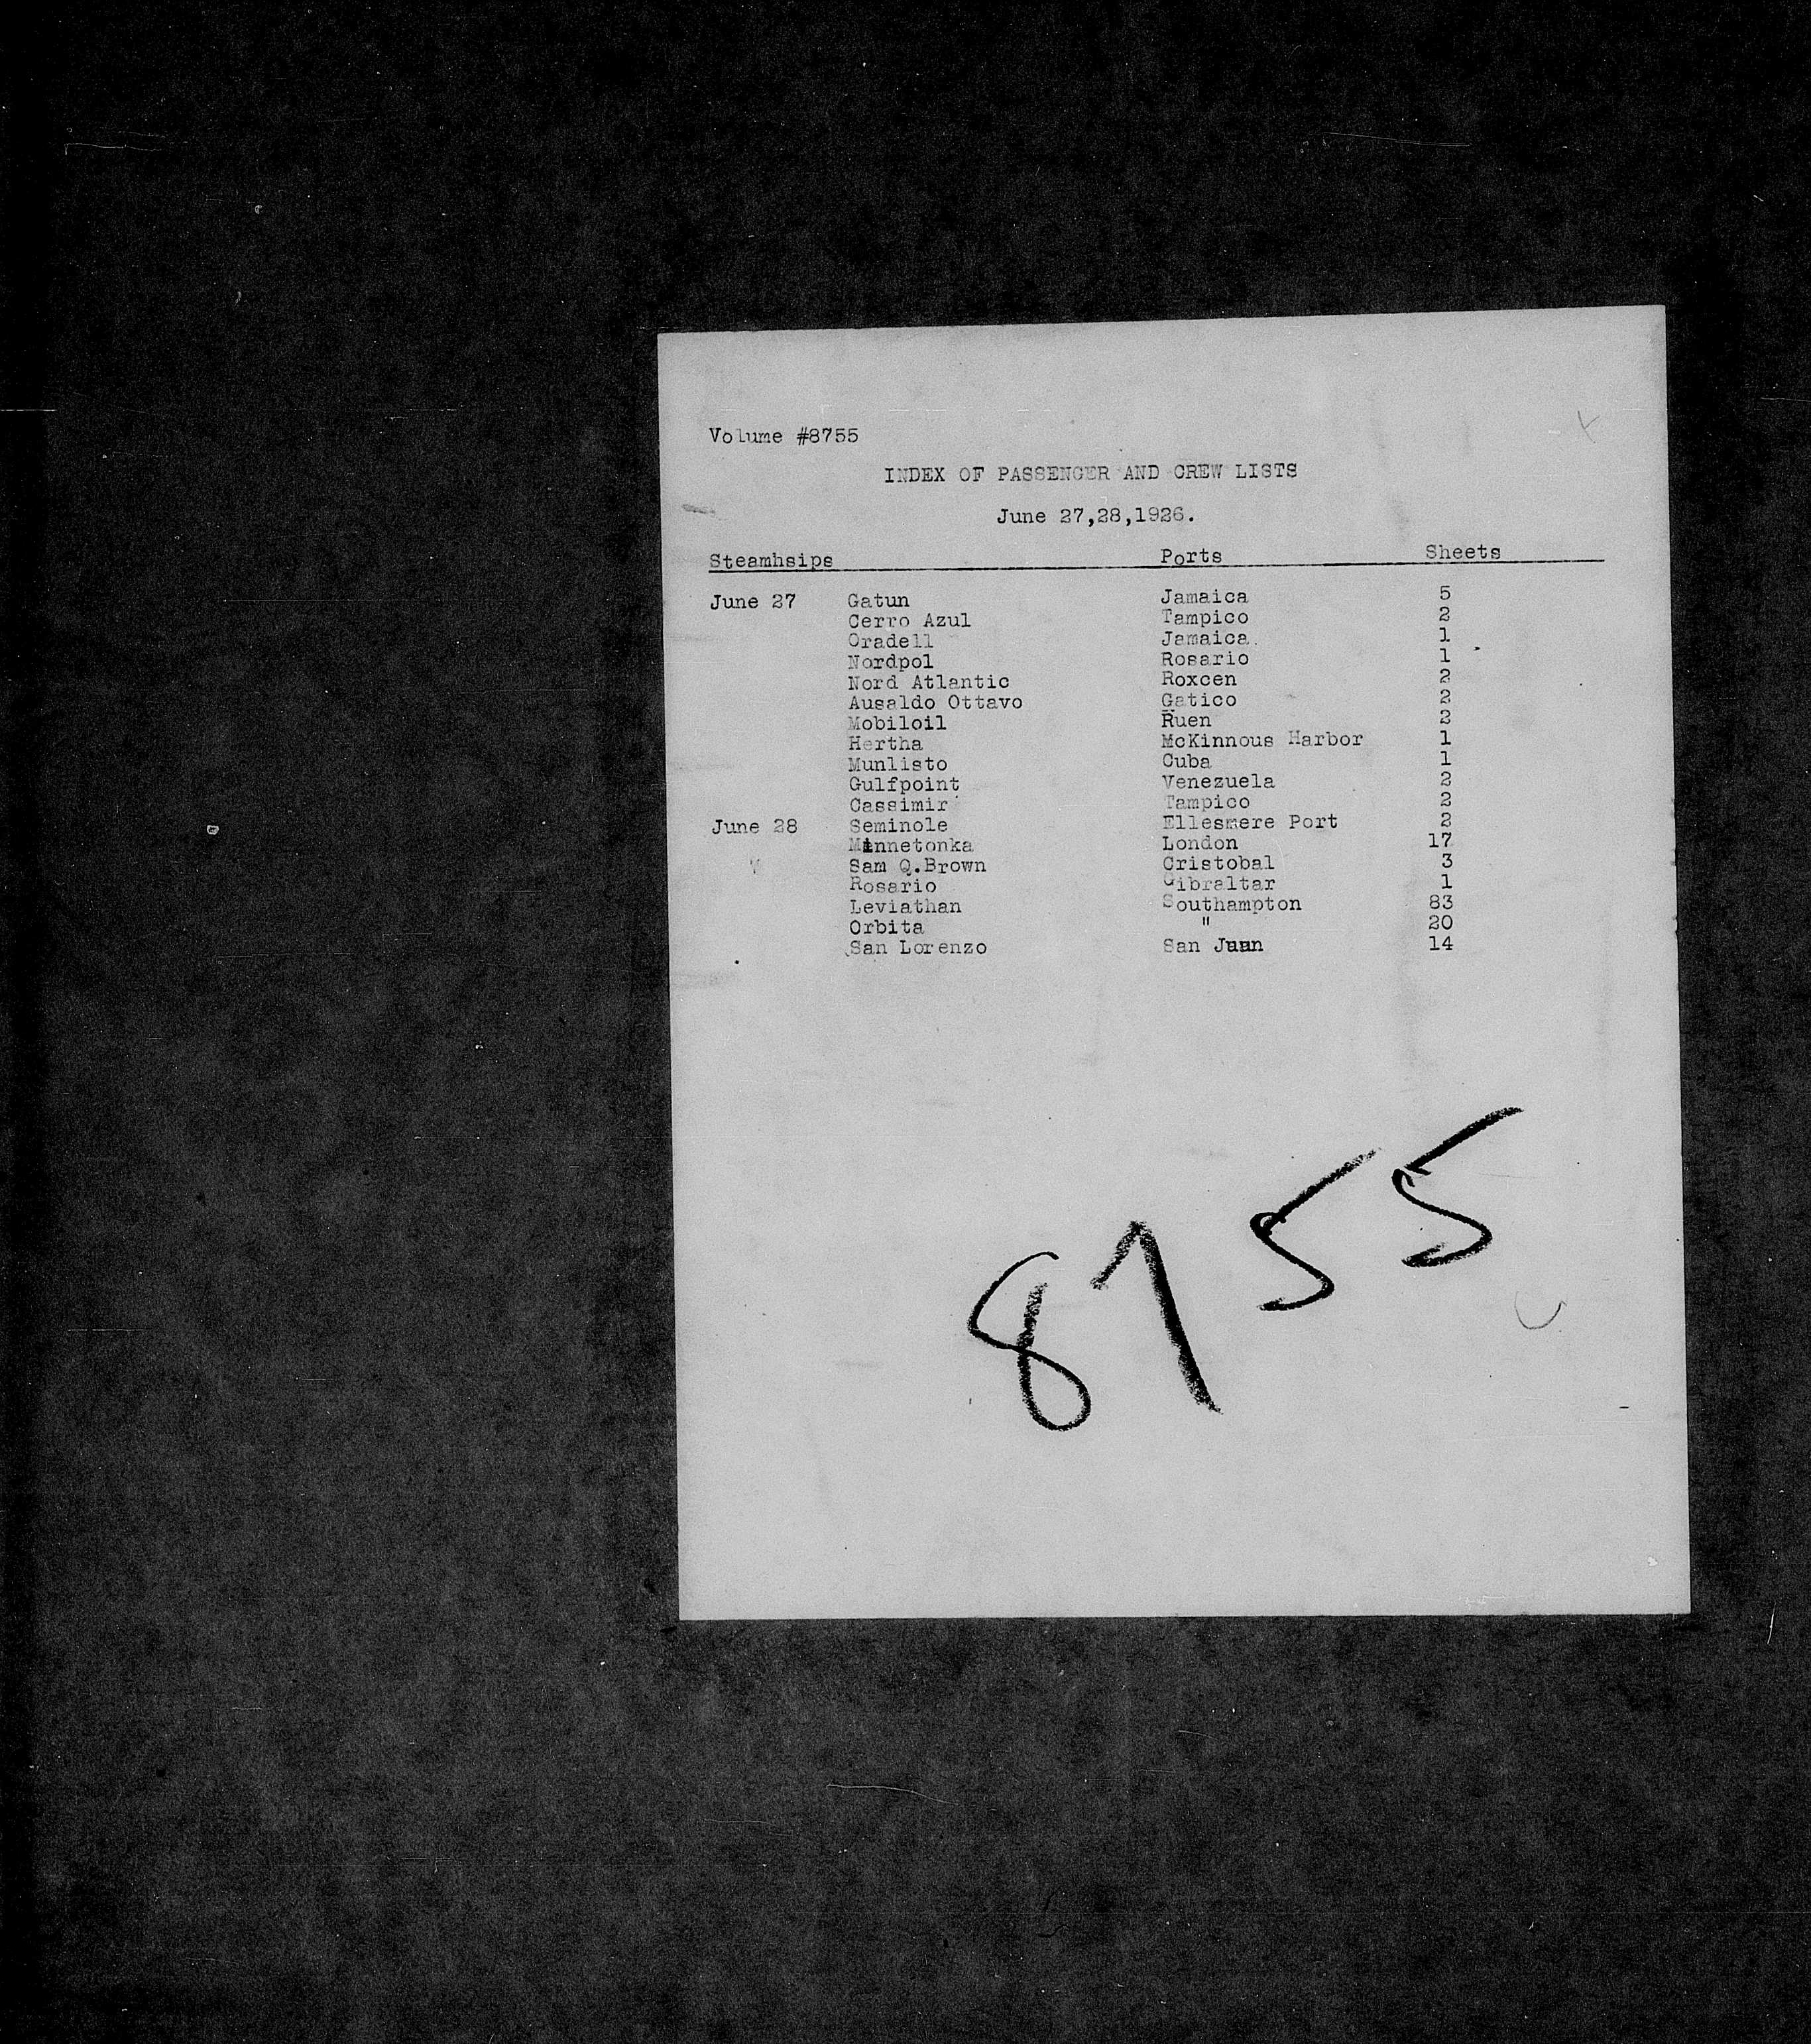 Volume #8755
INDEX OF PASSENGER AND CREW LISTS
June 27,28,1926.
Steamhsips Ports Sheets
June 27 Gatun Jamaica 5
Cerro Azul Tampico 2
Oradell Jamaica. 1
Nordpol Rosario 1
Nord Atlantic Roxcen 2
Ausaldo Ottavo Gatico 2
Mobiloil Ruen 2
Hertha McKinnous Harbor 1
Munlisto Cuba 1
Gulfpoint Venezuela 2
Cassimir Tampico 2
June 28 Seminole Ellesmere Port 2
Minnetonka London 17
Sam Q.Brown Cristobal 3
Rosario Gibraltar 1
Leviathan Southampton 83
Orbita " 20
San Lorenzo San Juan 14
8755